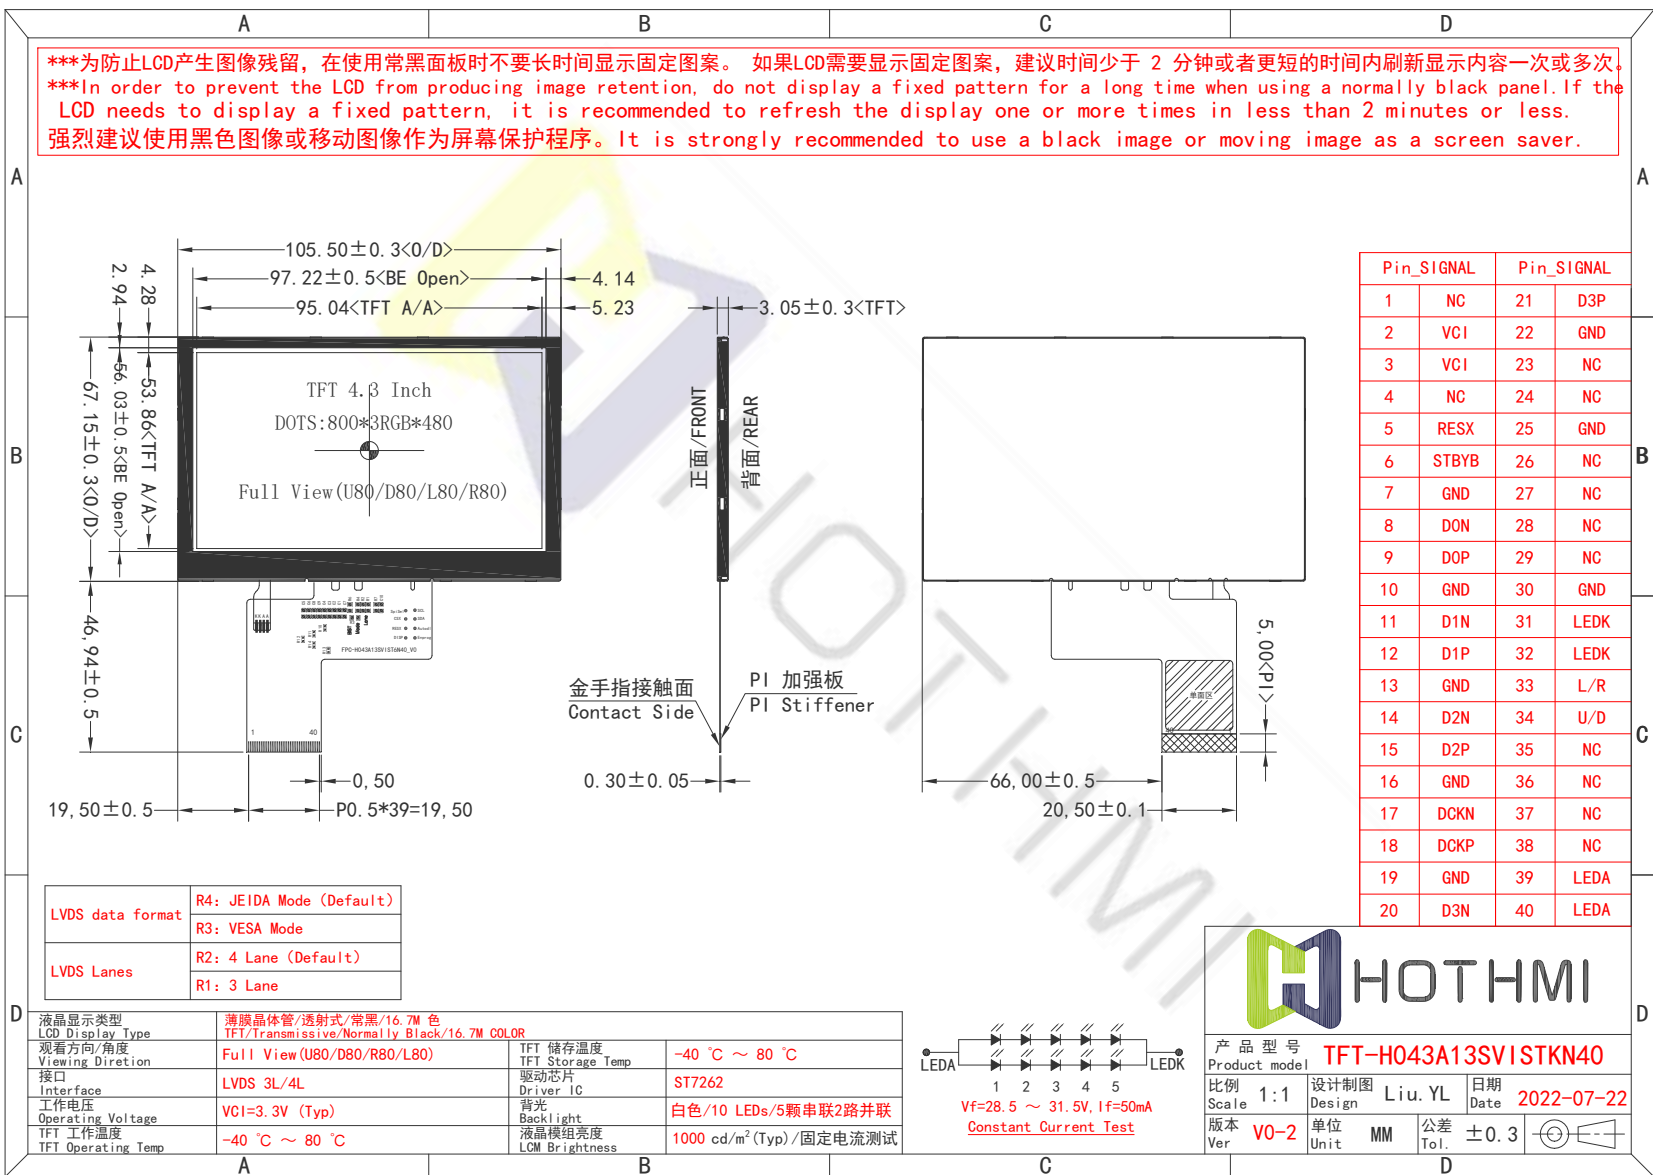 A B C D
***为防止LCD产生图像残留，在使用常黑面板时不要长时间显示固定图案。 如果LCD需要显示固定图案，建议时间少于 2 分钟或者更短的时间内刷新显示内容一次或多次。
***In order to prevent the LCD from producing image retention, do not display a fixed pattern for a long time when using a normally black panel.If the
LCD needs to display a fixed pattern, it is recommended to refresh the display one or more times in less than 2 minutes or less.
强烈建议使用黑色图像或移动图像作为屏幕保护程序。It is strongly recommended to use a black image or moving image as a screen saver.
A A
B B
C C
D D
105.50±0.3<O/D>
97.22±0.5<BE Open>
4.14
95.04<TFT A/A>
5.23
2.94
4.28
67.15±0.3<O/D>
56.03±0.5<BE Open>
53.86<TFT A/A>
46,94±0.5
TFT 4.3 Inch
DOTS:800*3RGB*480
Full View(U80/D80/L80/R80)
FPC-H043A13SVIST6N40_V0
1 40
0,50
19,50±0.5
P0.5*39=19,50
3.05±0.3<TFT>
正面/FRONT
背面/REAR
金手指接触面
Contact Side
PI 加强板
PI Stiffener
0.30±0.05
单面区
5,00<PI>
66,00±0.5
20,50±0.1
HOTHMI
Pin_SIGNAL Pin_SIGNAL
1 NC 21 D3P
2 VCI 22 GND
3 VCI 23 NC
4 NC 24 NC
5 RESX 25 GND
6 STBYB 26 NC
7 GND 27 NC
8 D0N 28 NC
9 D0P 29 NC
10 GND 30 GND
11 D1N 31 LEDK
12 D1P 32 LEDK
13 GND 33 L/R
14 D2N 34 U/D
15 D2P 35 NC
16 GND 36 NC
17 DCKN 37 NC
18 DCKP 38 NC
19 GND 39 LEDA
20 D3N 40 LEDA
LVDS data format
R4: JEIDA Mode (Default)
R3: VESA Mode
LVDS Lanes
R2: 4 Lane (Default)
R1: 3 Lane
液晶显示类型
LCD Display Type
薄膜晶体管/透射式/常黑/16.7M 色
TFT/Transmissive/Normally Black/16.7M COLOR
观看方向/角度
Viewing Diretion
Full View(U80/D80/R80/L80)
TFT 储存温度
TFT Storage Temp
-40 ℃ ～ 80 ℃
接口
Interface
LVDS 3L/4L
驱动芯片
Driver IC
ST7262
工作电压
Operating Voltage
VCI=3.3V (Typ)
背光
Backlight
白色/10 LEDs/5颗串联2路并联
TFT 工作温度
TFT Operating Temp
-40 ℃ ～ 80 ℃
液晶模组亮度
LCM Brightness
1000 cd/m²(Typ)/固定电流测试
LEDA LEDK
1 2 3 4 5
Vf=28.5 ～ 31.5V, If=50mA
Constant Current Test
HOTHMI
产 品 型 号
Product model
TFT-H043A13SVISTKN40
比例
Scale
1:1
设计制图
Design
Liu.YL
日期
Date
2022-07-22
版本
Ver
V0-2
单位
Unit
MM
公差
Tol.
±0.3
A B C D